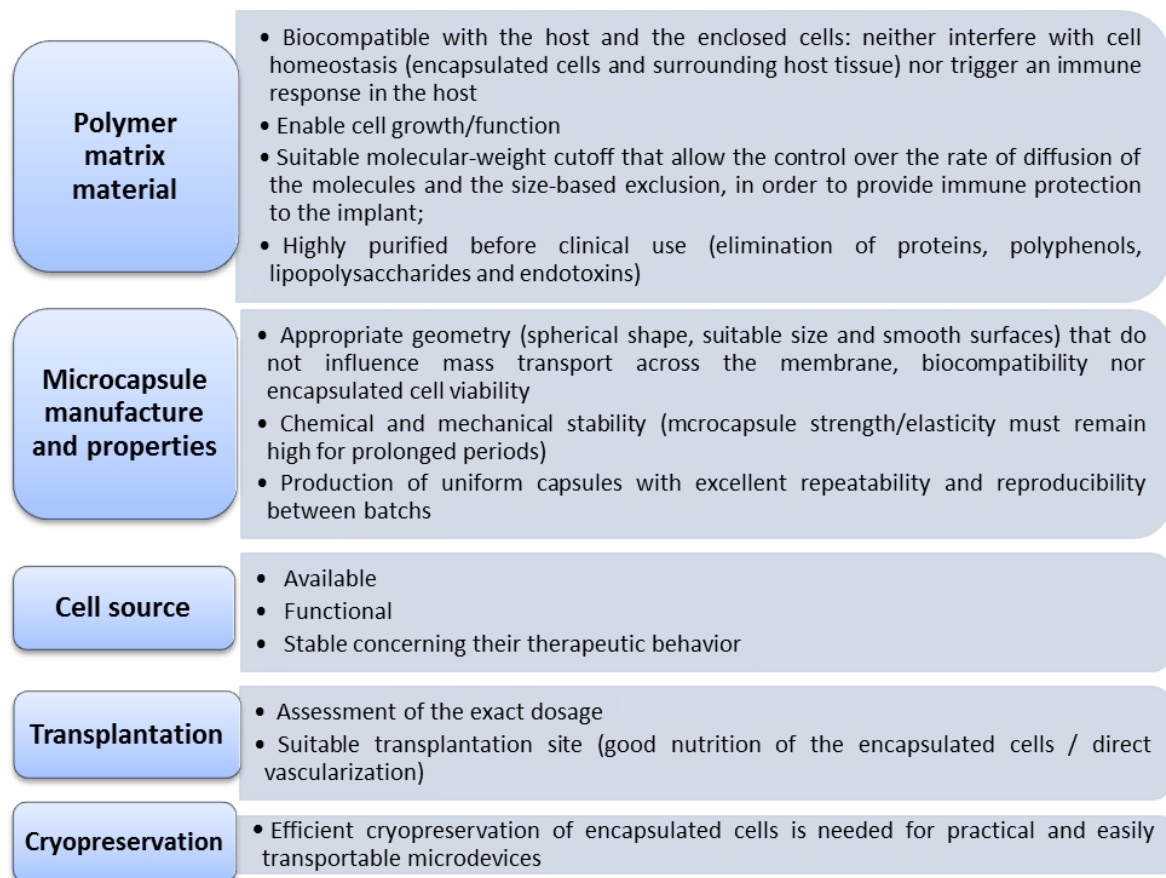 Polymer
matrix
material
• Biocompatible with the host and the enclosed cells: neither interfere with cell
homeostasis (encapsulated cells and surrounding host tissue) nor trigger an immune
response in the host
• Enable cell growth/function
• Suitable molecular-weight cutoff that allow the control over the rate of diffusion of
the molecules and the size-based exclusion, in order to provide immune protection
to the implant;
• Highly purified before clinical use (elimination of proteins, polyphenols,
lipopolysaccharides and endotoxins)
Microcapsule
manufacture
and properties
• Appropriate geometry (spherical shape, suitable size and smooth surfaces) that do
not influence mass transport across the membrane, biocompatibility nor
encapsulated cell viability
• Chemical and mechanical stability (mcrocapsule strength/elasticity must remain
high for prolonged periods)
• Production of uniform capsules with excellent repeatability and reproducibility
between batchs
Cell source
• Available
• Functional
• Stable concerning their therapeutic behavior
Transplantation
• Assessment of the exact dosage
• Suitable transplantation site (good nutrition of the encapsulated cells / direct
vascularization)
Cryopreservation
• Efficient cryopreservation of encapsulated cells is needed for practical and easily
transportable microdevices